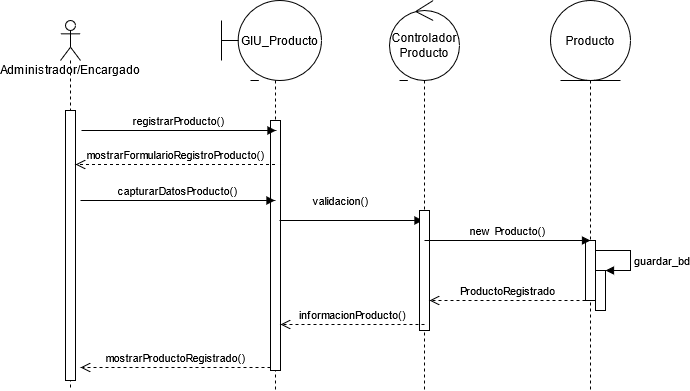 Administrador/Encargado
GIU_Producto
Controlador
Producto
Producto
registrarProducto()
mostrarFormularioRegistroProducto()
capturarDatosProducto()
validacion()
new Producto()
guardar_bd
ProductoRegistrado
informacionProducto()
mostrarProductoRegistrado()